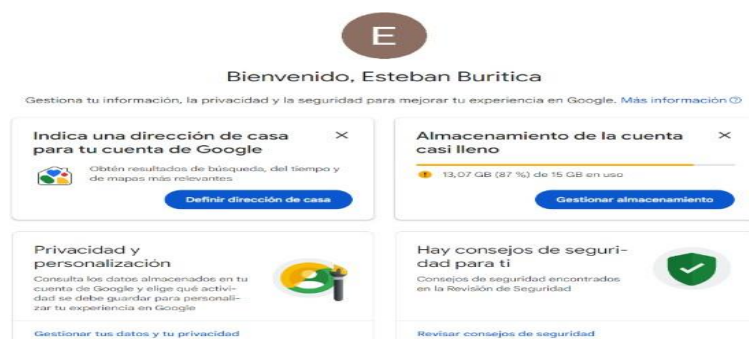 E
Bienvenido, Esteban Buritica
Gestiona tu información, la privacidad y la seguridad para mejorar tu experiencia en Google. Más información
Indica una dirección de casa
para tu cuenta de Google
Obtén resultados de búsqueda, del tiempo y
de mapas más relevantes
Definir dirección de casa
Almacenamiento de la cuenta
casi lleno
13,07 GB (87 %) de 15 GB en uso
Gestionar almacenamiento
Privacidad y
personalización
Consulta los datos almacenados en tu
cuenta de Google y elige qué activi-
dad se debe guardar para personali-
zar tu experiencia en Google
Gestionar tus datos y tu privacidad
Hay consejos de seguri-
dad para ti
Consejos de seguridad encontrados
en la Revisión de Seguridad
Revisar consejos de seguridad